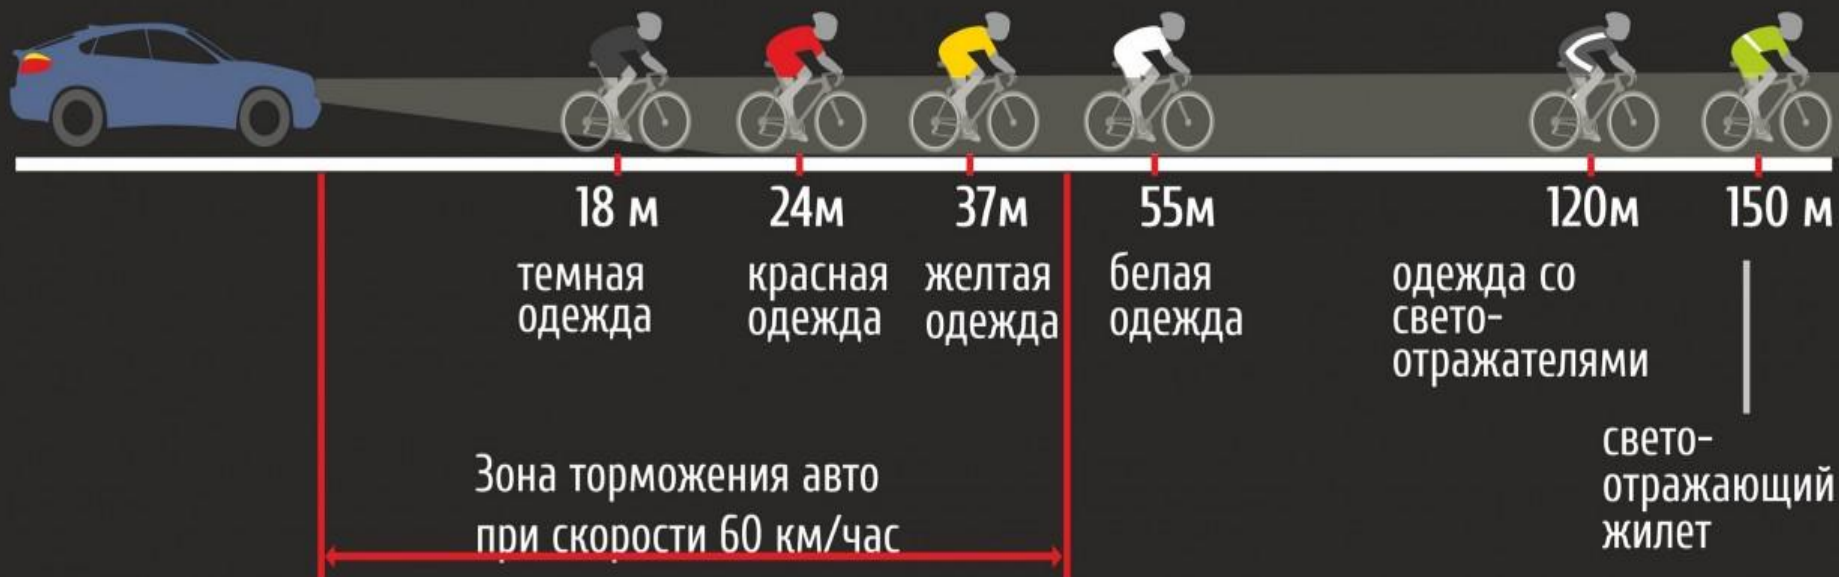 18 м
24м
37м
55м
120м
150 м
темная
одежда
красная
одежда
желтая
одежда
белая
одежда
одежда со
свето-
отражателями
свето-
отражающий
жилет
Зона торможения авто
при скорости 60 км/час